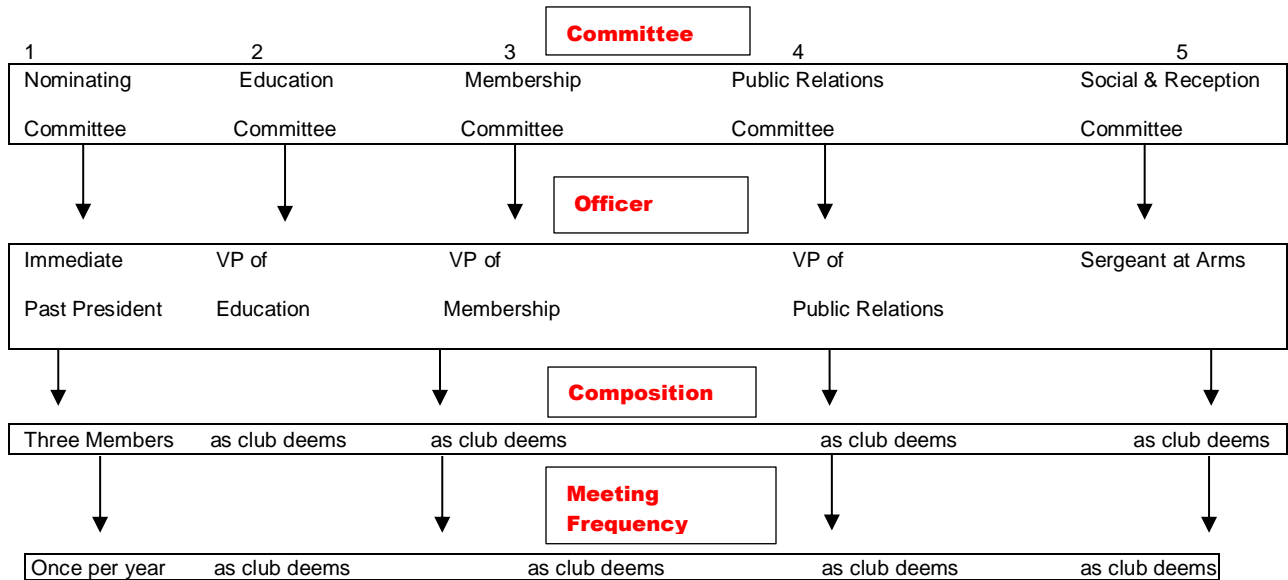 Committee
1 2 3 4 5
Nominating Education Membership Public Relations Social & Reception
Committee Committee Committee Committee Committee
Officer
Immediate VP of VP of VP of Sergeant at Arms
Past President Education Membership Public Relations
Composition
Three Members as club deems as club deems as club deems as club deems
Meeting
Frequency
Once per year as club deems as club deems as club deems as club deems